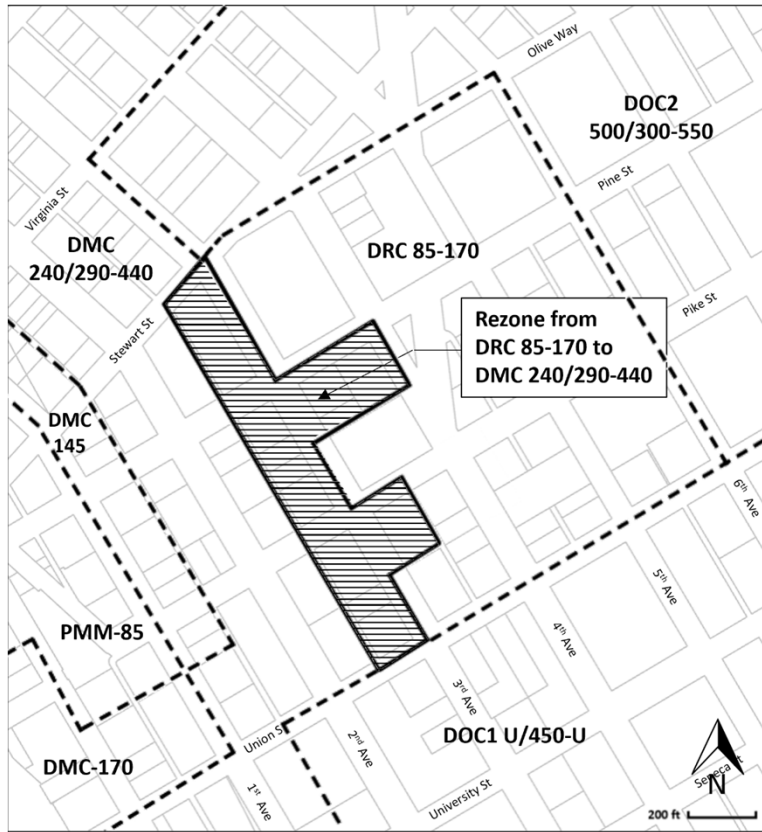 Olive Way
DOC2
500/300-550
Pine St
Virginia St
DMC
240/290-440
DRC 85-170
Pike St
Stewart St
Rezone from
DRC 85-170 to
DMC 240/290-440
DMC
145
6th Ave
5th Ave
4th Ave
PMM-85
3rd Ave
Union St
2nd Ave
DOC1 U/450-U
DMC-170
1st Ave
University St
Seneca St
N
200 ft